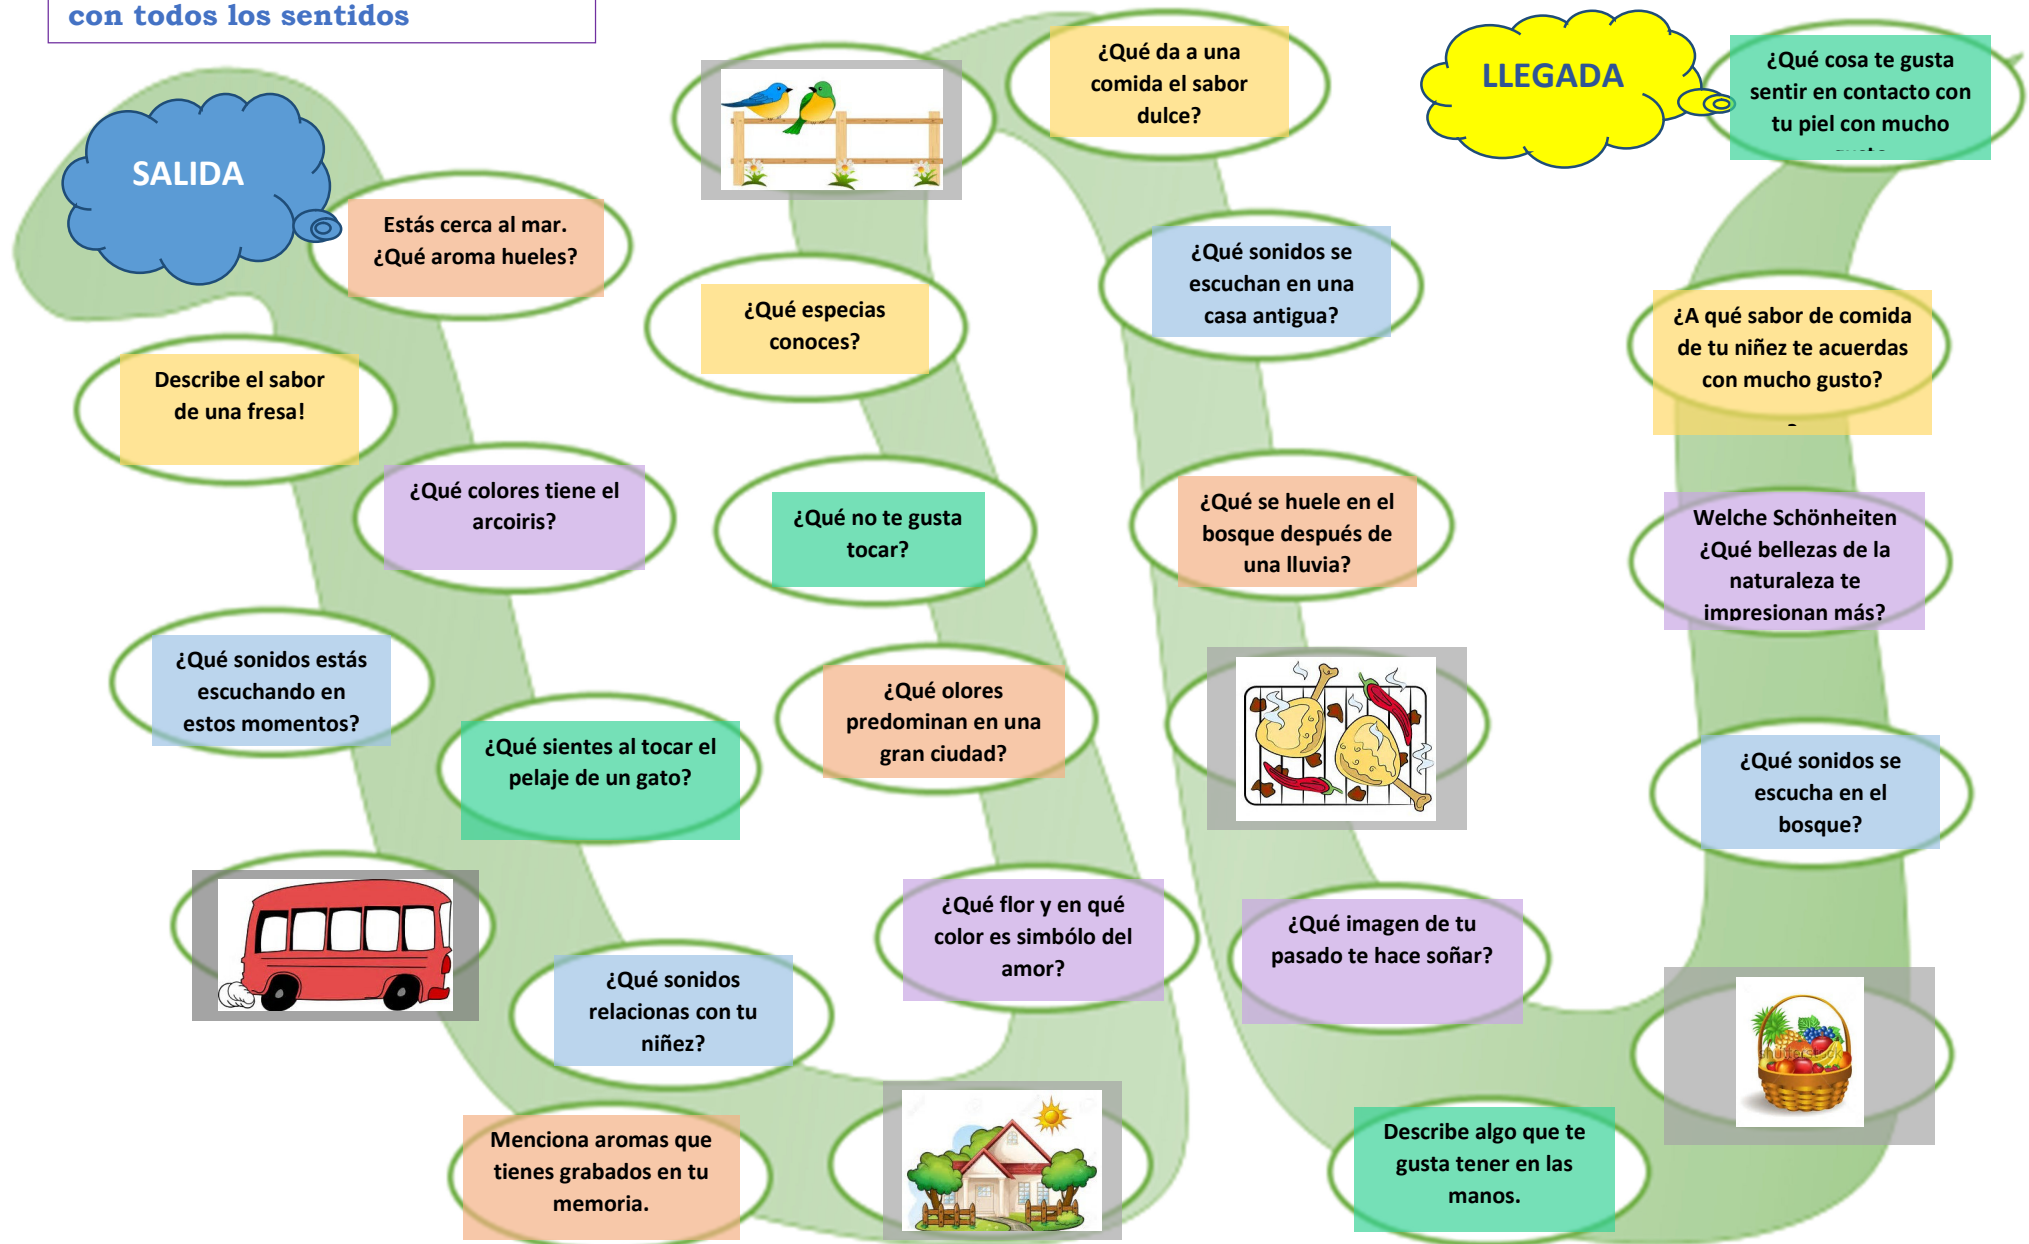 con todos los sentidos
SALIDA
Estás cerca al mar.
¿Qué aroma hueles?
Describe el sabor
de una fresa!
¿Qué colores tiene el
arcoiris?
¿Qué sonidos estás
escuchando en
estos momentos?
¿Qué sientes al tocar el
pelaje de un gato?
¿Qué sonidos
relacionas con tu
niñez?
Menciona aromas que
tienes grabados en tu
memoria.
¿Qué flor y en qué
color es simbólo del
amor?
¿Qué olores
predominan en una
gran ciudad?
¿Qué no te gusta
tocar?
¿Qué especias
conoces?
¿Qué da a una
comida el sabor
dulce?
¿Qué sonidos se
escuchan en una
casa antigua?
¿Qué se huele en el
bosque después de
una lluvia?
¿Qué imagen de tu
pasado te hace soñar?
Describe algo que te
gusta tener en las
manos.
shutterstock
¿Qué sonidos se
escucha en el
bosque?
Welche Schönheiten
¿Qué bellezas de la
naturaleza te
impresionan más?
¿A qué sabor de comida
de tu niñez te acuerdas
con mucho gusto?
¿Qué cosa te gusta
sentir en contacto con
tu piel con mucho
LLEGADA